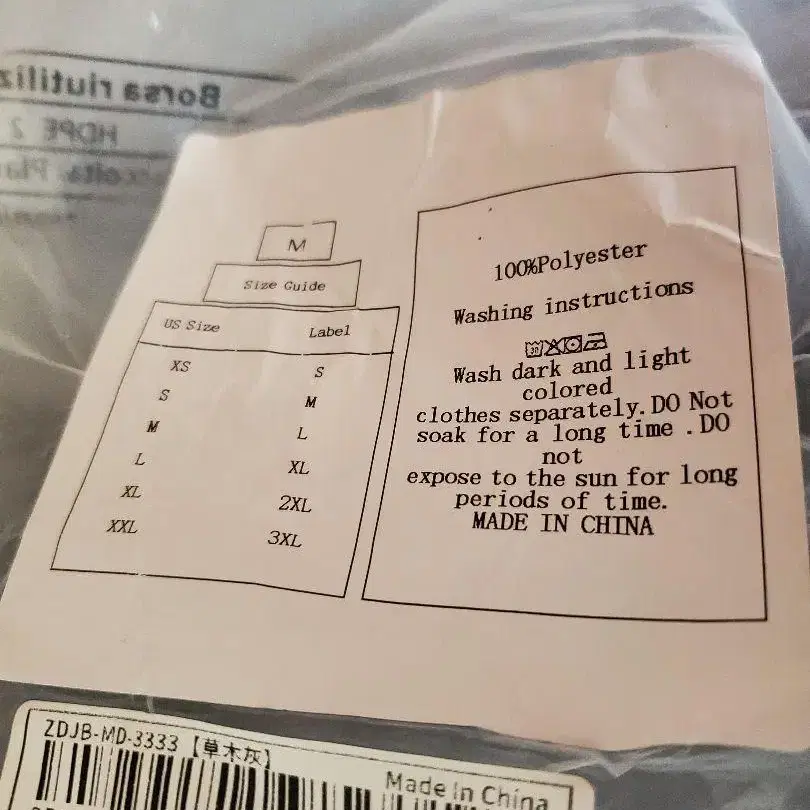 Borsa riutiliz
HDPE 2
M
Size Guide
US Size Label
XS S
S M
M L
L XL
XL 2XL
XXL 3XL
100%Polyester
Washing instructions
Wash dark and light
colored
clothes separately.DO Not
soak for a long time .DO
not
expose to the sun for long
periods of time.
MADE IN CHINA
ZDJB-MD-3333【草木灰】
Made in China